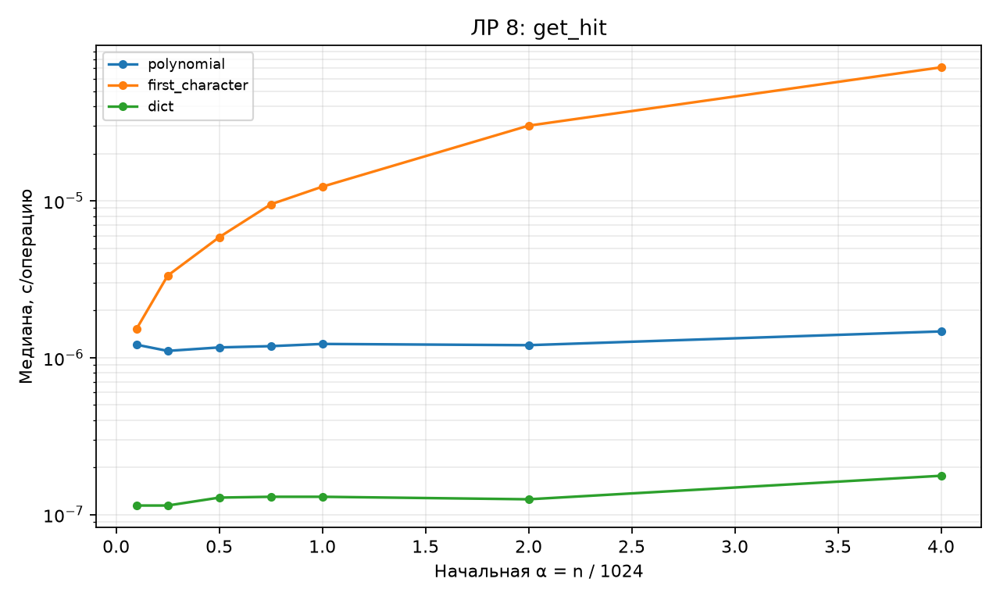 ЛР 8: get_hit
polynomial
first_character
dict
Медиана, с/операцию
10⁻⁵
10⁻⁶
10⁻⁷
0.0 0.5 1.0 1.5 2.0 2.5 3.0 3.5 4.0
Начальная α = n / 1024